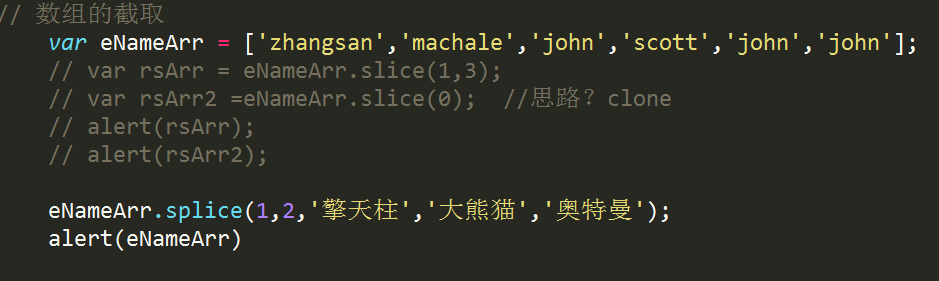 // 数组的截取
var eNameArr = ['zhangsan','machale','john','scott','john','john'];
// var rsArr = eNameArr.slice(1,3);
// var rsArr2 =eNameArr.slice(0);  //思路？clone
// alert(rsArr);
// alert(rsArr2);
eNameArr.splice(1,2,'擎天柱','大熊猫','奥特曼');
alert(eNameArr)